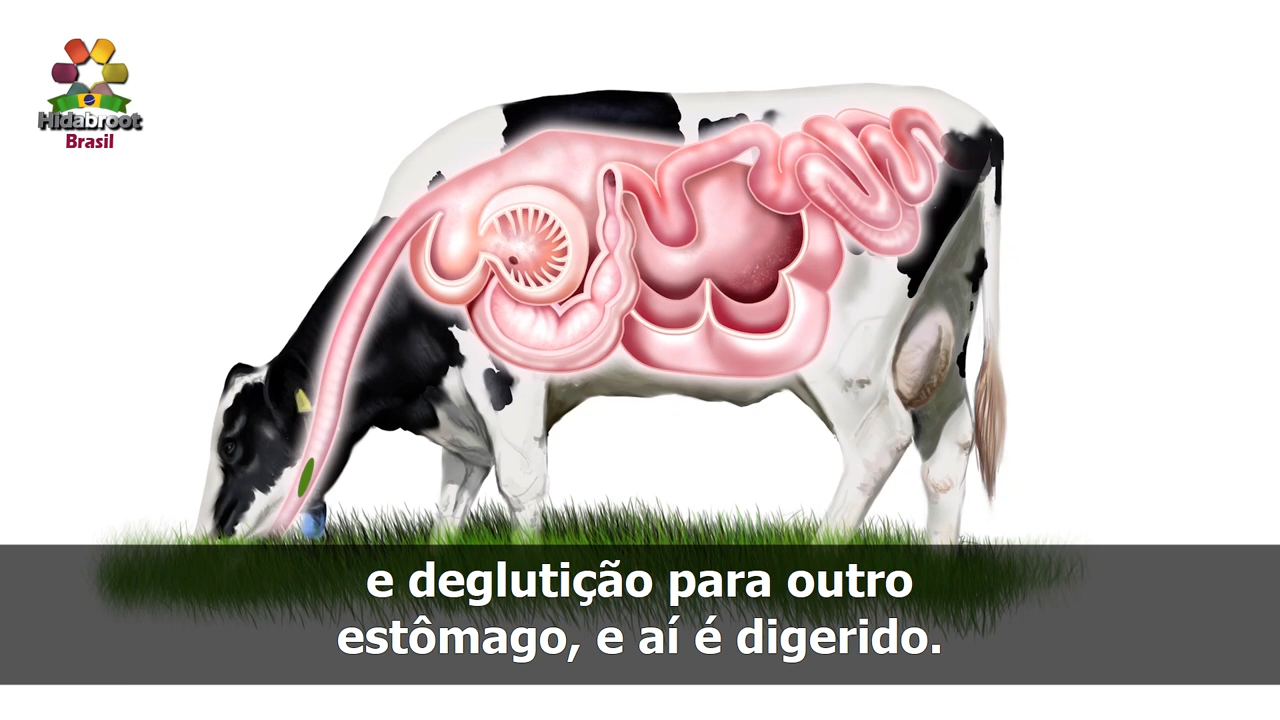 Hidabroot
Brasil
e deglutição para outro
estômago, e aí é digerido.